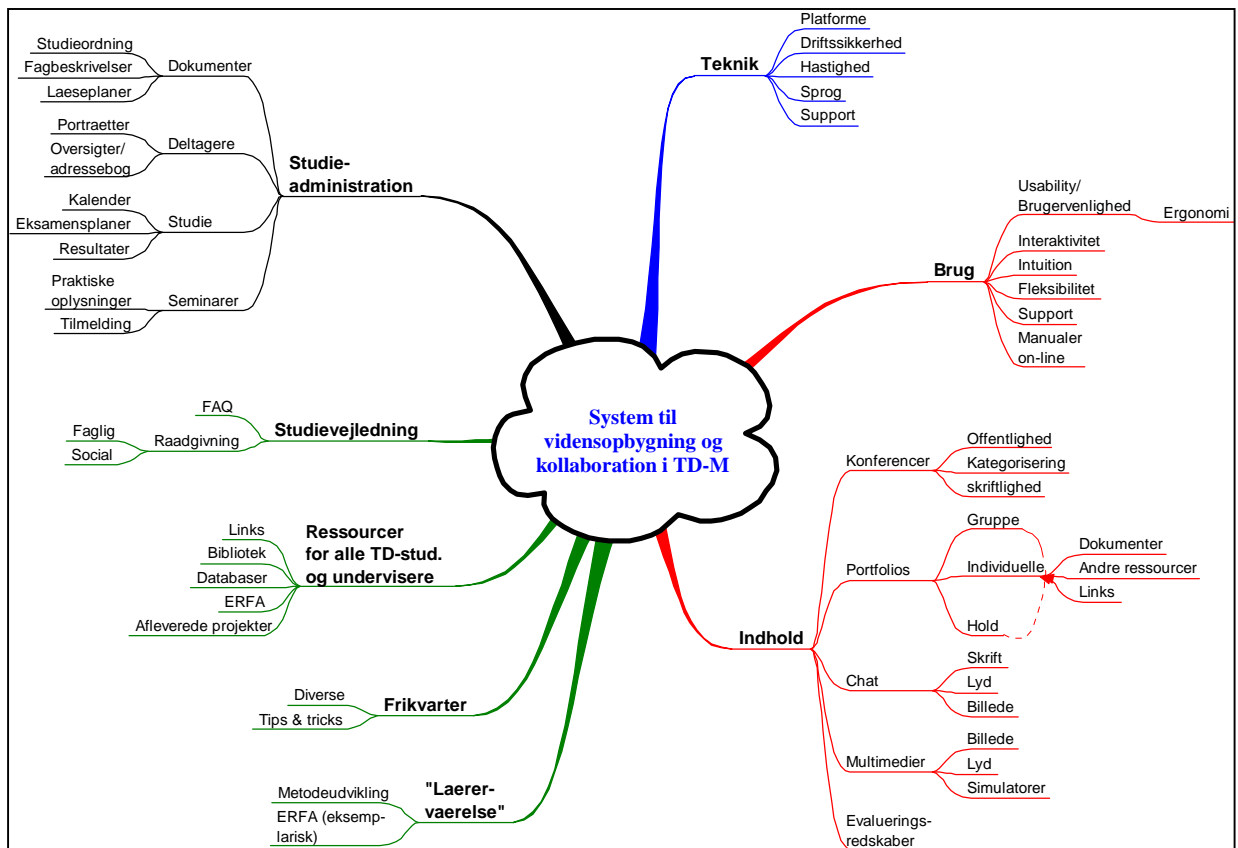 System til
vidensopbygning og
kollaboration i TD-M
Teknik
Platforme
Driftssikkerhed
Hastighed
Sprog
Support
Brug
Usability/
Brugervenlighed
Ergonomi
Interaktivitet
Intuition
Fleksibilitet
Support
Manualer
on-line
Indhold
Konferencer
Offentlighed
Kategorisering
skriftlighed
Portfolios
Gruppe
Individuelle
Hold
Dokumenter
Andre ressourcer
Links
Chat
Skrift
Lyd
Billede
Multimedier
Billede
Lyd
Simulatorer
Evaluerings-
redskaber
"Laerer-
vaerelse"
Metodeudvikling
ERFA (eksemp-
larisk)
Frikvarter
Diverse
Tips & tricks
Ressourcer
for alle TD-stud.
og undervisere
Links
Bibliotek
Databaser
ERFA
Afleverede projekter
Studievejledning
FAQ
Raadgivning
Faglig
Social
Studie-
administration
Dokumenter
Studieordning
Fagbeskrivelser
Laeseplaner
Deltagere
Portraetter
Oversigter/
adressebog
Studie
Kalender
Eksamensplaner
Resultater
Seminarer
Praktiske
oplysninger
Tilmelding